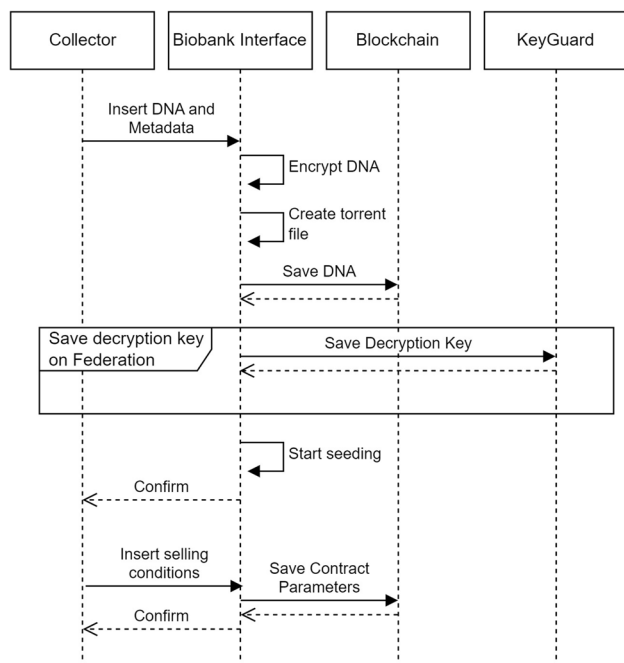 Collector
Biobank Interface
Blockchain
KeyGuard
Insert DNA and
Metadata
Encrypt DNA
Create torrent
file
Save DNA
Save decryption key
on Federation
Save Decryption Key
Start seeding
Confirm
Insert selling
conditions
Save Contract
Parameters
Confirm